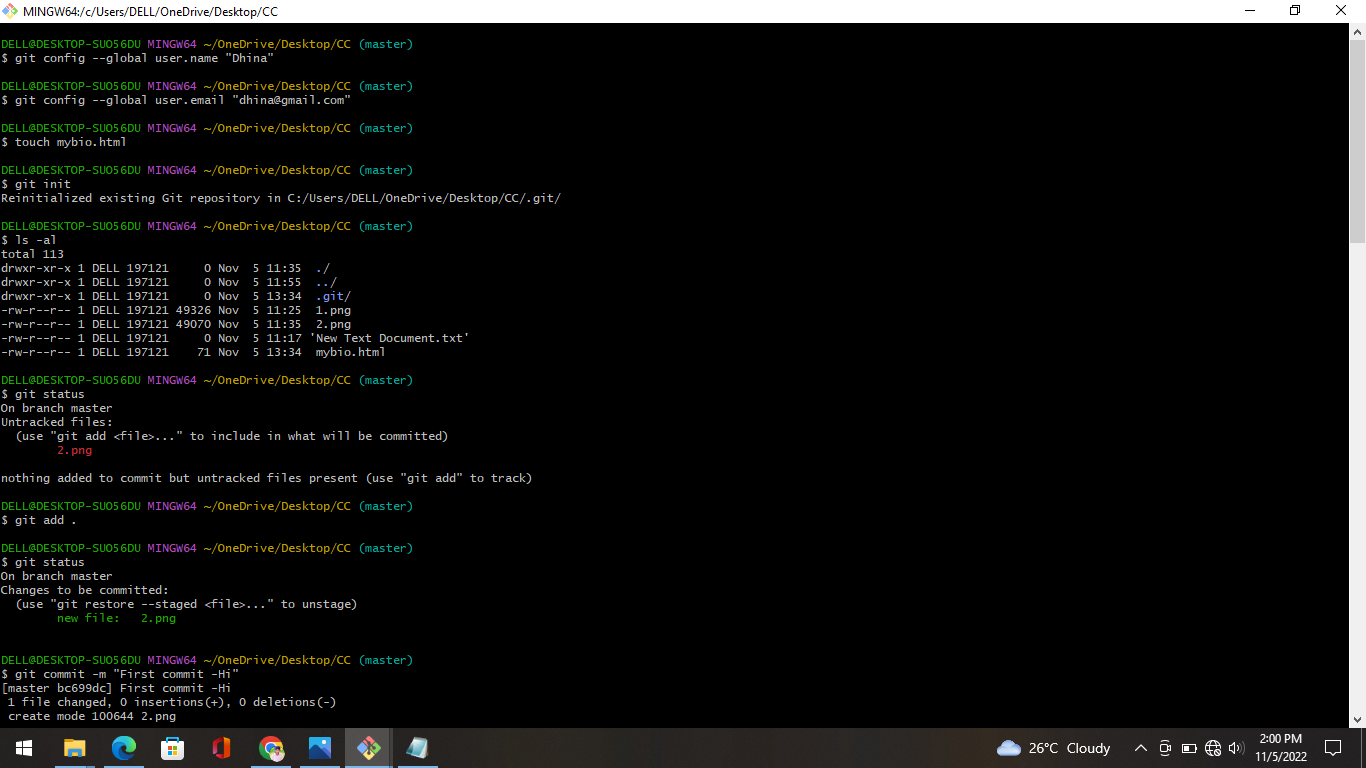 MINGW64:/c/Users/DELL/OneDrive/Desktop/CC
DELL@DESKTOP-SUO56DU MINGW64 ~/OneDrive/Desktop/CC (master)
$ git config --global user.name "Dhina"
DELL@DESKTOP-SUO56DU MINGW64 ~/OneDrive/Desktop/CC (master)
$ git config --global user.email "dhina@gmail.com"
DELL@DESKTOP-SUO56DU MINGW64 ~/OneDrive/Desktop/CC (master)
$ touch mybio.html
DELL@DESKTOP-SUO56DU MINGW64 ~/OneDrive/Desktop/CC (master)
$ git init
Reinitialized existing Git repository in C:/Users/DELL/OneDrive/Desktop/CC/.git/
DELL@DESKTOP-SUO56DU MINGW64 ~/OneDrive/Desktop/CC (master)
$ ls -al
total 113
drwxr-xr-x 1 DELL 197121     0 Nov  5 11:35  ./
drwxr-xr-x 1 DELL 197121     0 Nov  5 11:55  ../
drwxr-xr-x 1 DELL 197121     0 Nov  5 13:34  .git/
-rw-r--r-- 1 DELL 197121 49326 Nov  5 11:25  1.png
-rw-r--r-- 1 DELL 197121 49070 Nov  5 11:35  2.png
-rw-r--r-- 1 DELL 197121     0 Nov  5 11:17 'New Text Document.txt'
-rw-r--r-- 1 DELL 197121    71 Nov  5 13:34  mybio.html
DELL@DESKTOP-SUO56DU MINGW64 ~/OneDrive/Desktop/CC (master)
$ git status
On branch master
Untracked files:
  (use "git add <file>..." to include in what will be committed)
        2.png
nothing added to commit but untracked files present (use "git add" to track)
DELL@DESKTOP-SUO56DU MINGW64 ~/OneDrive/Desktop/CC (master)
$ git add .
DELL@DESKTOP-SUO56DU MINGW64 ~/OneDrive/Desktop/CC (master)
$ git status
On branch master
Changes to be committed:
  (use "git restore --staged <file>..." to unstage)
        new file:   2.png
DELL@DESKTOP-SUO56DU MINGW64 ~/OneDrive/Desktop/CC (master)
$ git commit -m "First commit -Hi"
[master bc699dc] First commit -Hi
 1 file changed, 0 insertions(+), 0 deletions(-)
 create mode 100644 2.png
26°C Cloudy
2:00 PM
11/5/2022